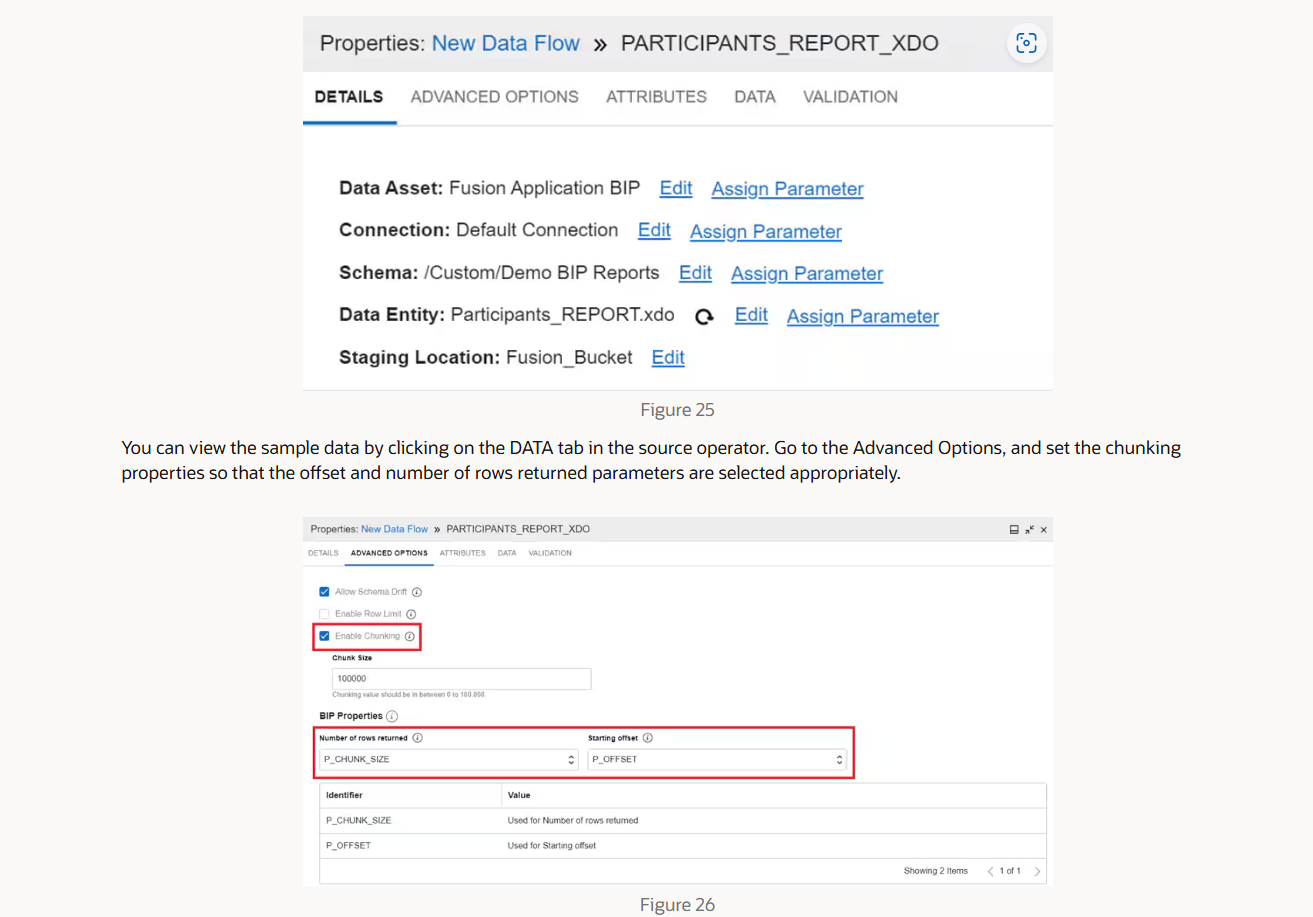 Properties: New Data Flow » PARTICIPANTS_REPORT_XDO
DETAILS ADVANCED OPTIONS ATTRIBUTES DATA VALIDATION
Data Asset: Fusion Application BIP Edit Assign Parameter
Connection: Default Connection Edit Assign Parameter
Schema: /Custom/Demo BIP Reports Edit Assign Parameter
Data Entity: Participants_REPORT.xdo Edit Assign Parameter
Staging Location: Fusion_Bucket Edit
Figure 25
You can view the sample data by clicking on the DATA tab in the source operator. Go to the Advanced Options, and set the chunking
properties so that the offset and number of rows returned parameters are selected appropriately.
Properties: New Data Flow » PARTICIPANTS_REPORT_XDO
DETAILS ADVANCED OPTIONS ATTRIBUTES DATA VALIDATION
Allow Schema Drift
Enable Row Limit
Enable Chunking
Chunk Size
100000
Chunking value should be in between 0 to 100,000.
BIP Properties
Number of rows returned Starting offset
P_CHUNK_SIZE P_OFFSET
Identifier Value
P_CHUNK_SIZE Used for Number of rows returned
P_OFFSET Used for Starting offset
Showing 2 Items 1 of 1
Figure 26